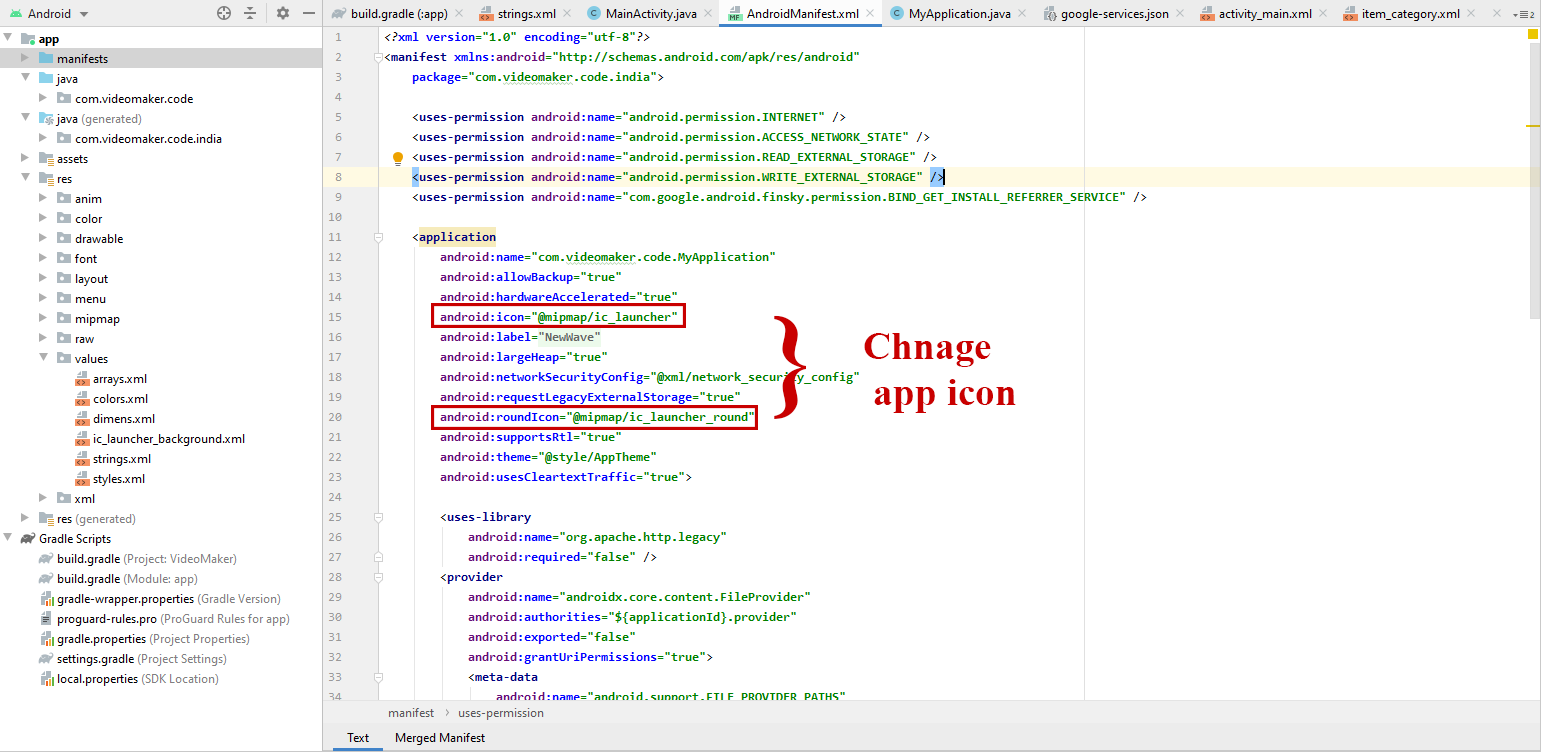 Android
build.gradle (:app)
strings.xml
MainActivity.java
AndroidManifest.xml
MyApplication.java
google-services.json
activity_main.xml
item_category.xml
2
app
manifests
java
com.videomaker.code
java (generated)
com.videomaker.code.india
assets
res
anim
color
drawable
font
layout
menu
mipmap
raw
values
arrays.xml
colors.xml
dimens.xml
ic_launcher_background.xml
strings.xml
styles.xml
xml
res (generated)
Gradle Scripts
build.gradle (Project: VideoMaker)
build.gradle (Module: app)
gradle-wrapper.properties (Gradle Version)
proguard-rules.pro (ProGuard Rules for app)
gradle.properties (Project Properties)
settings.gradle (Project Settings)
local.properties (SDK Location)
1 <?xml version="1.0" encoding="utf-8"?>
2 <manifest xmlns:android="http://schemas.android.com/apk/res/android"
3 package="com.videomaker.code.india">
4
5 <uses-permission android:name="android.permission.INTERNET" />
6 <uses-permission android:name="android.permission.ACCESS_NETWORK_STATE" />
7 <uses-permission android:name="android.permission.READ_EXTERNAL_STORAGE" />
8 <uses-permission android:name="android.permission.WRITE_EXTERNAL_STORAGE" />
9 <uses-permission android:name="com.google.android.finsky.permission.BIND_GET_INSTALL_REFERRER_SERVICE" />
10
11 <application
12 android:name="com.videomaker.code.MyApplication"
13 android:allowBackup="true"
14 android:hardwareAccelerated="true"
15 android:icon="@mipmap/ic_launcher"
16 android:label="NewWave"
17 android:largeHeap="true"
18 android:networkSecurityConfig="@xml/network_security_config"
19 android:requestLegacyExternalStorage="true"
20 android:roundIcon="@mipmap/ic_launcher_round"
21 android:supportsRtl="true"
22 android:theme="@style/AppTheme"
23 android:usesCleartextTraffic="true">
24
25 <uses-library
26 android:name="org.apache.http.legacy"
27 android:required="false" />
28 <provider
29 android:name="androidx.core.content.FileProvider"
30 android:authorities="${applicationId}.provider"
31 android:exported="false"
32 android:grantUriPermissions="true">
33 <meta-data
34 android:name="android.support.FILE_PROVIDER_PATHS"
}
Chnage
app icon
manifest > uses-permission
Text
Merged Manifest